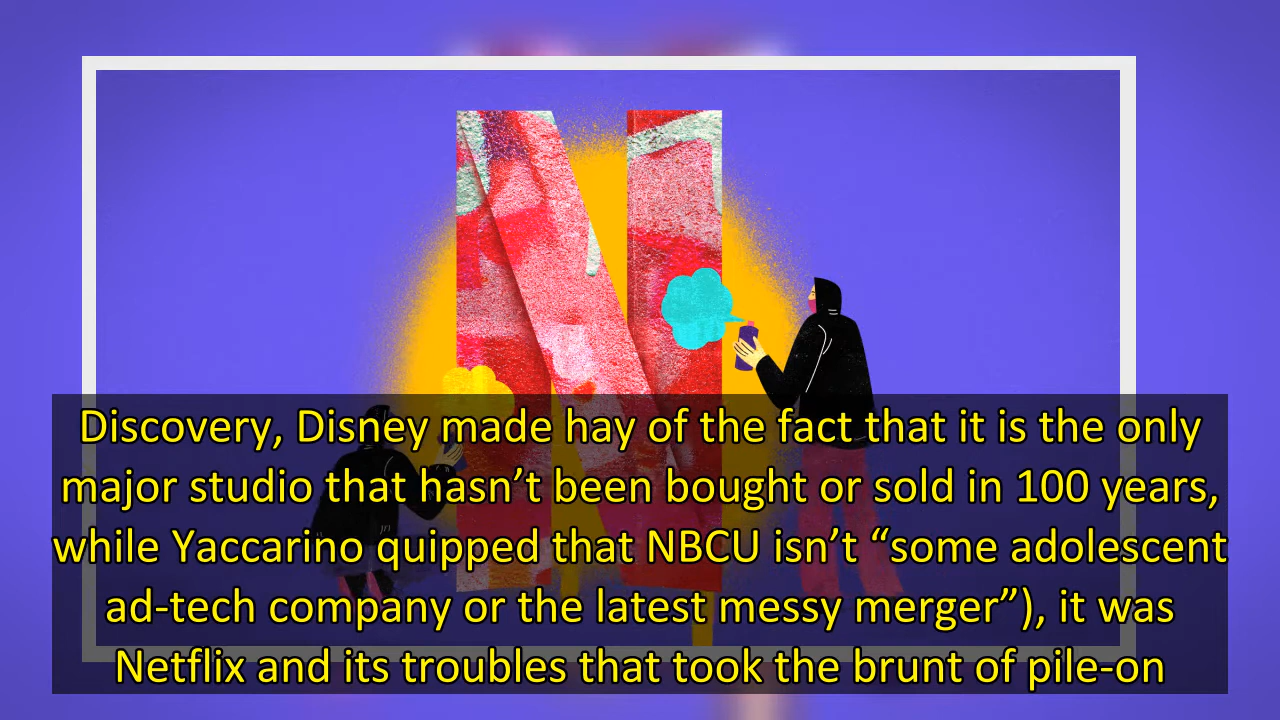 Discovery, Disney made hay of the fact that it is the only
major studio that hasn’t been bought or sold in 100 years,
while Yaccarino quipped that NBCU isn’t “some adolescent
ad-tech company or the latest messy merger”), it was
Netflix and its troubles that took the brunt of pile-on